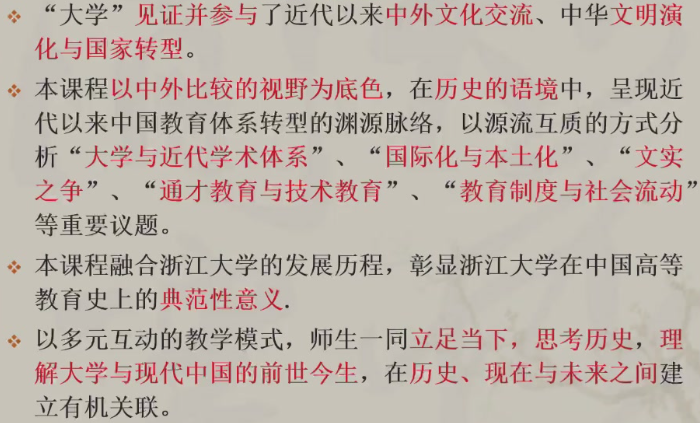 “大学”见证并参与了近代以来中外文化交流、中华文明演
化与国家转型。
本课程以中外比较的视野为底色，在历史的语境中，呈现近
代以来中国教育体系转型的渊源脉络，以源流互质的方式分
析“大学与近代学术体系”、“国际化与本土化”、“文实
之争”、“通才教育与技术教育”、“教育制度与社会流动”
等重要议题。
本课程融合浙江大学的发展历程，彰显浙江大学在中国高等
教育史上的典范性意义.
以多元互动的教学模式，师生一同立足当下，思考历史，理
解大学与现代中国的前世今生，在历史、现在与未来之间建
立有机关联。